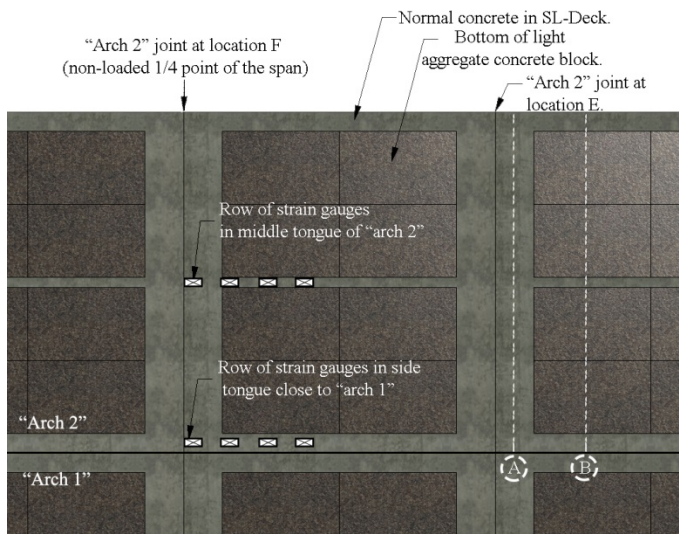 Normal concrete in SL-Deck.
“Arch 2” joint at location F
(non-loaded 1/4 point of the span)
Bottom of light
aggregate concrete block.
“Arch 2” joint at
location E.
Row of strain gauges
in middle tongue of “arch 2”
Row of strain gauges in side
tongue close to “arch 1”
“Arch 2”
“Arch 1”
A
B